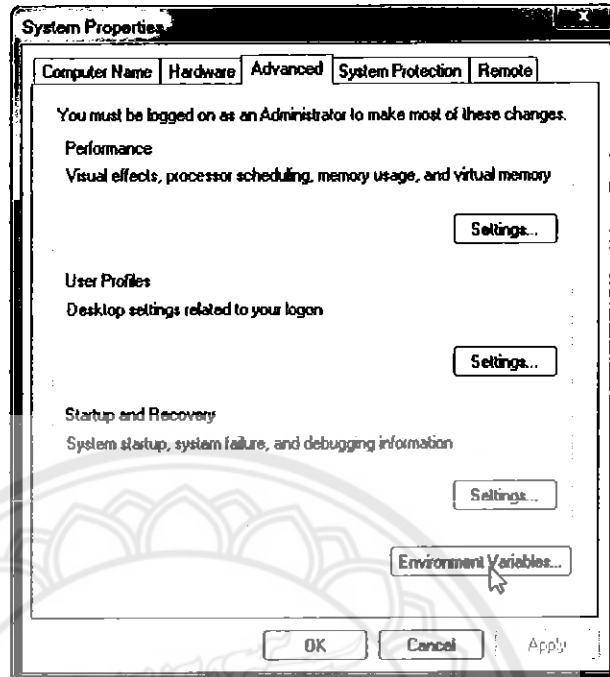 System Properties
Computer Name Hardware Advanced System Protection Remote
You must be logged on as an Administrator to make most of these changes.
Performance
Visual effects, processor scheduling, memory usage, and virtual memory
Settings...
User Profiles
Desktop settings related to your logon
Settings...
Startup and Recovery
System startup, system failure, and debugging information
Settings...
Environment Variables...
OK Cancel Apply